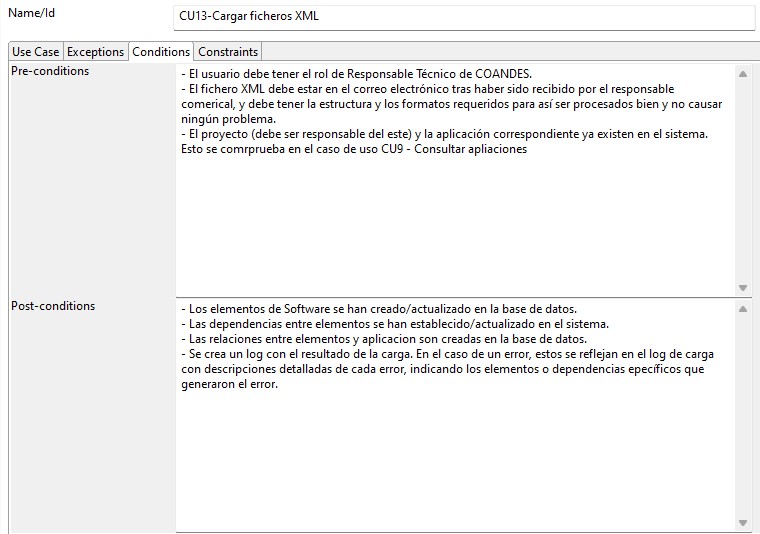 Name/Id
CU13-Cargar ficheros XML
Use Case Exceptions Conditions Constraints
Pre-conditions
- El usuario debe tener el rol de Responsable Técnico de COANDES.
- El fichero XML debe estar en el correo electrónico tras haber sido recibido por el responsable
comerical, y debe tener la estructura y los formatos requeridos para así ser procesados bien y no causar
ningún problema.
- El proyecto (debe ser responsable del este) y la aplicación correspondiente ya existen en el sistema.
Esto se comrprueba en el caso de uso CU9 - Consultar apliaciones
Post-conditions
- Los elementos de Software se han creado/actualizado en la base de datos.
- Las dependencias entre elementos se han establecido/actualizado en el sistema.
- Las relaciones entre elementos y aplicacion son creadas en la base de datos.
- Se crea un log con el resultado de la carga. En el caso de un error, estos se reflejan en el log de carga
con descripciones detalladas de cada error, indicando los elementos o dependencias epecíficos que
generaron el error.